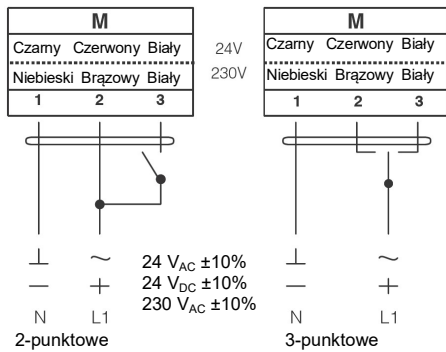 M
Czarny Czerwony Biały
Niebieski Brązowy Biały
1 2 3
24V
230V
M
Czarny Czerwony Biały
Niebieski Brązowy Biały
1 2 3
⊥ ~
— +
N L1
2-punktowe
24 VAC ±10%
24 VDC ±10%
230 VAC ±10%
⊥ ~
— +
N L1
3-punktowe